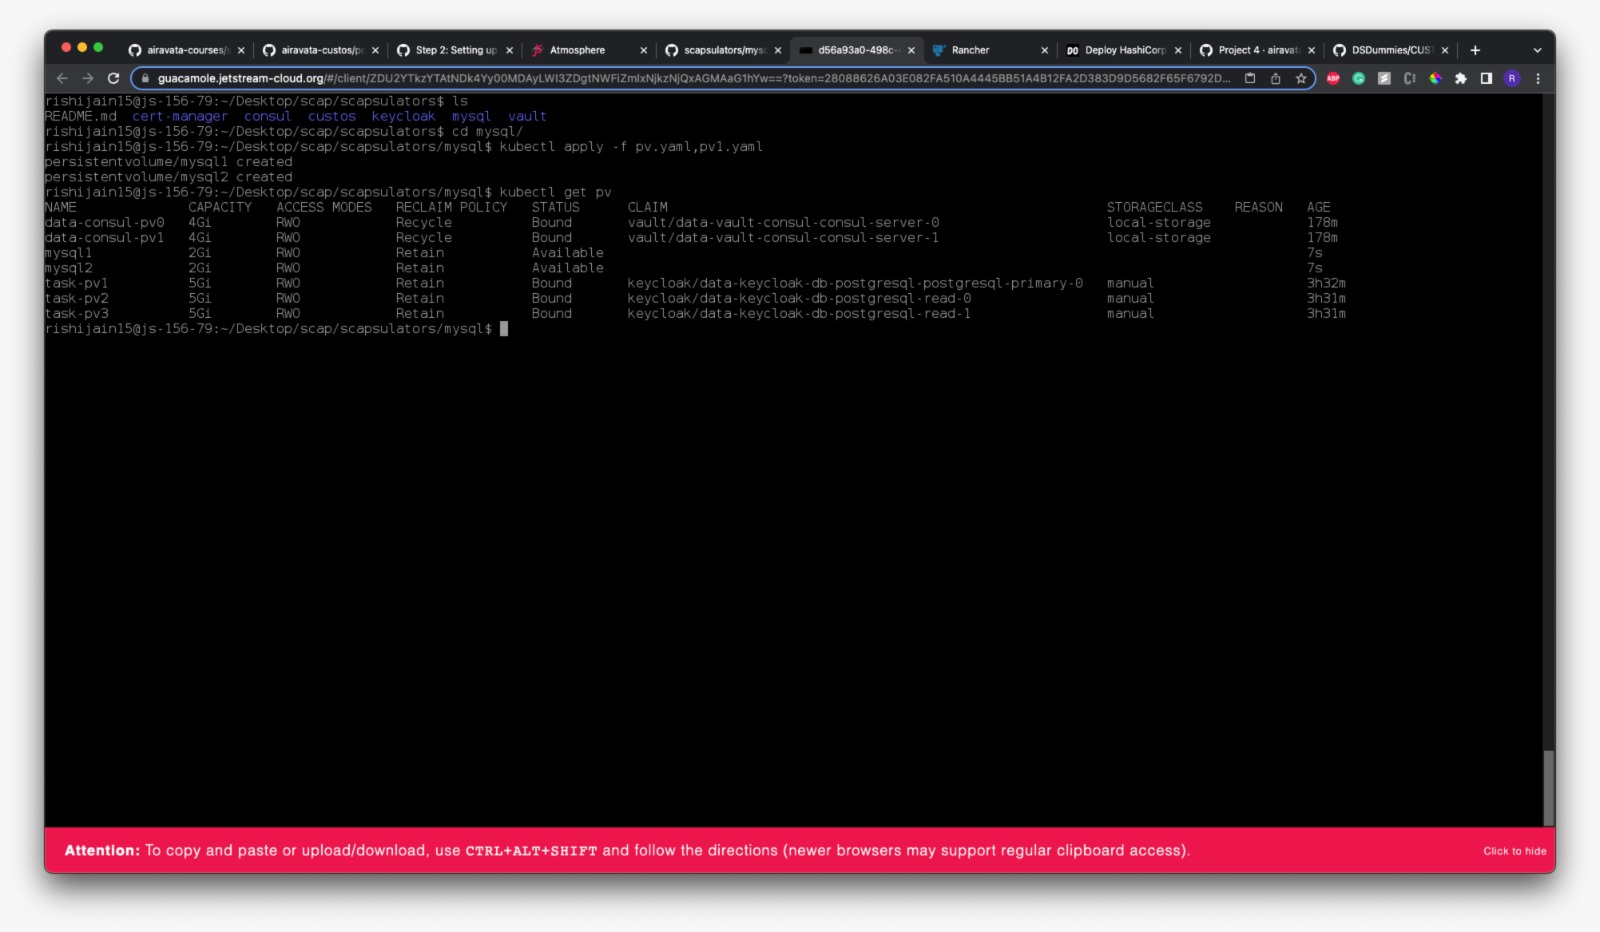 airavata-courses/s
airavata-custos/po
Step 2: Setting up
Atmosphere
scapsulators/mysq
d56a93a0-498c-4
Rancher
DO Deploy HashiCorp
Project 4 · airavata
DSDummies/CUST
guacamole.jetstream-cloud.org/#/client/
ABP
R
rishijain15@js-156-79:~/Desktop/scap/scapsulators$ ls
README.md cert-manager consul custos keycloak mysql vault
rishijain15@js-156-79:~/Desktop/scap/scapsulators$ cd mysql/
rishijain15@js-156-79:~/Desktop/scap/scapsulators/mysql$ kubectl apply -f pv.yaml,pv1.yaml
persistentvolume/mysql1 created
persistentvolume/mysql2 created
rishijain15@js-156-79:~/Desktop/scap/scapsulators/mysql$ kubectl get pv
NAME CAPACITY ACCESS MODES RECLAIM POLICY STATUS CLAIM STORAGECLASS REASON AGE
data-consul-pv0 4Gi RWO Recycle Bound vault/data-vault-consul-consul-server-0 local-storage 178m
data-consul-pv1 4Gi RWO Recycle Bound vault/data-vault-consul-consul-server-1 local-storage 178m
mysql1 2Gi RWO Retain Available 7s
mysql2 2Gi RWO Retain Available 7s
task-pv1 5Gi RWO Retain Bound keycloak/data-keycloak-db-postgresql-postgresql-primary-0 manual 3h32m
task-pv2 5Gi RWO Retain Bound keycloak/data-keycloak-db-postgresql-read-0 manual 3h31m
task-pv3 5Gi RWO Retain Bound keycloak/data-keycloak-db-postgresql-read-1 manual 3h31m
rishijain15@js-156-79:~/Desktop/scap/scapsulators/mysql$
Attention: To copy and paste or upload/download, use CTRL+ALT+SHIFT and follow the directions (newer browsers may support regular clipboard access).
Click to hide